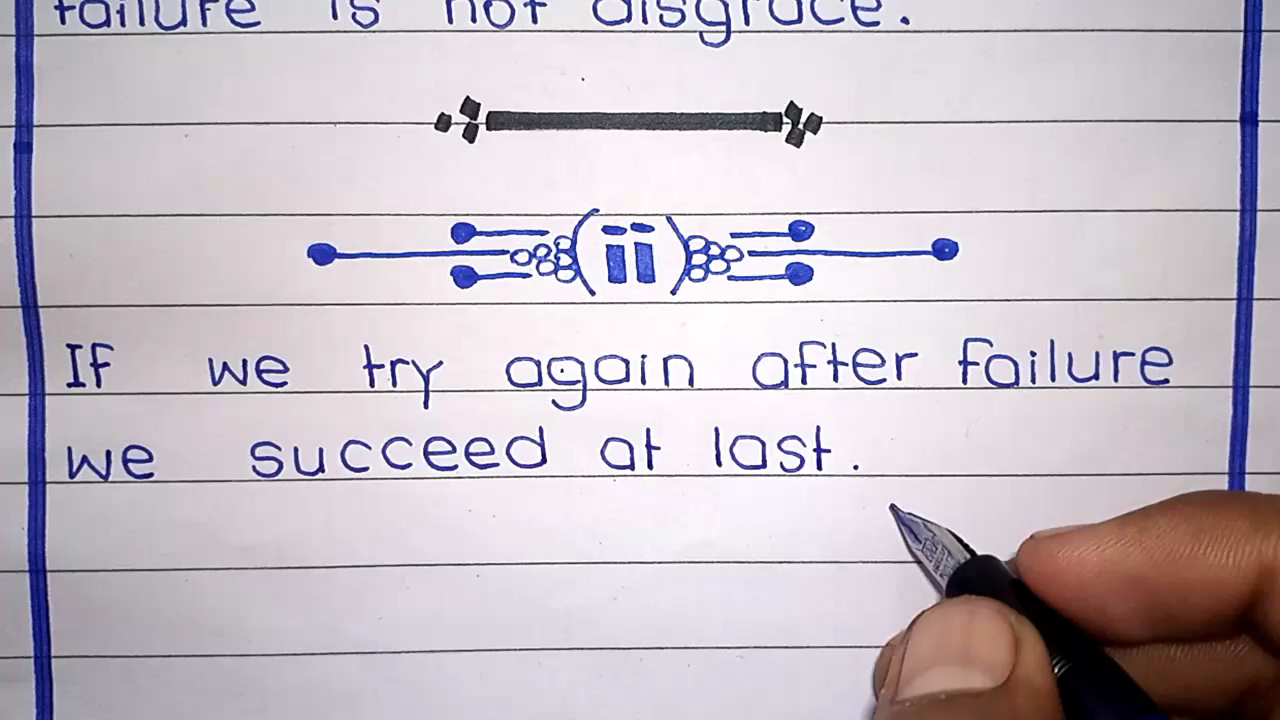 failure is not disgrace.
(ii)
If we try again after failure
we succeed at last.